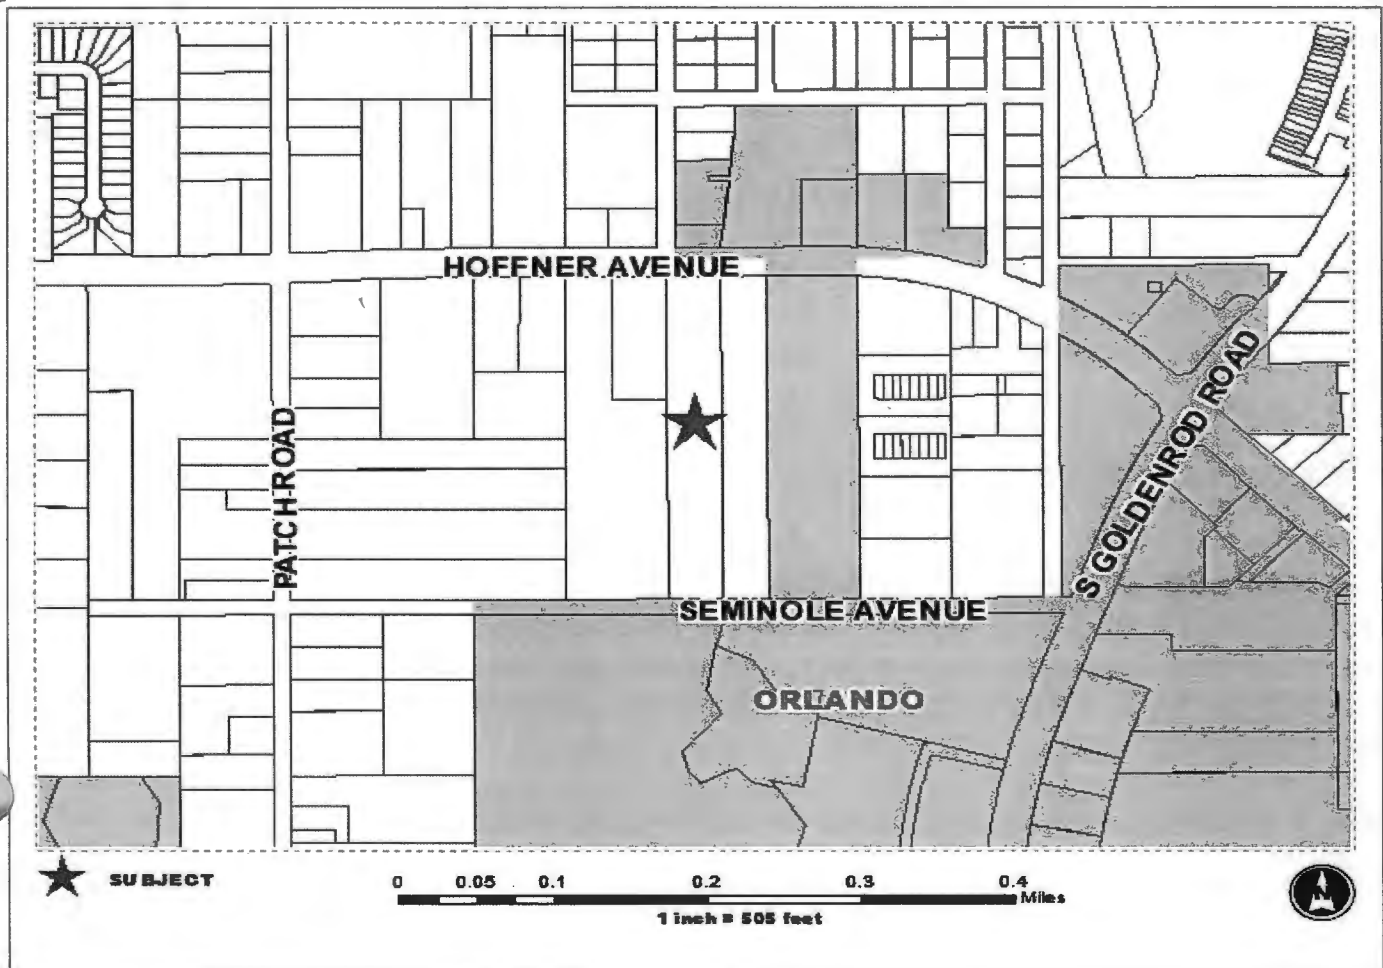 HOFFNER AVENUE
PATCH ROAD
S GOLDENROD ROAD
SEMINOLE AVENUE
ORLANDO
SUBJECT
0 0.05 0.1 0.2 0.3 0.4
Miles
1 inch = 505 feet
N